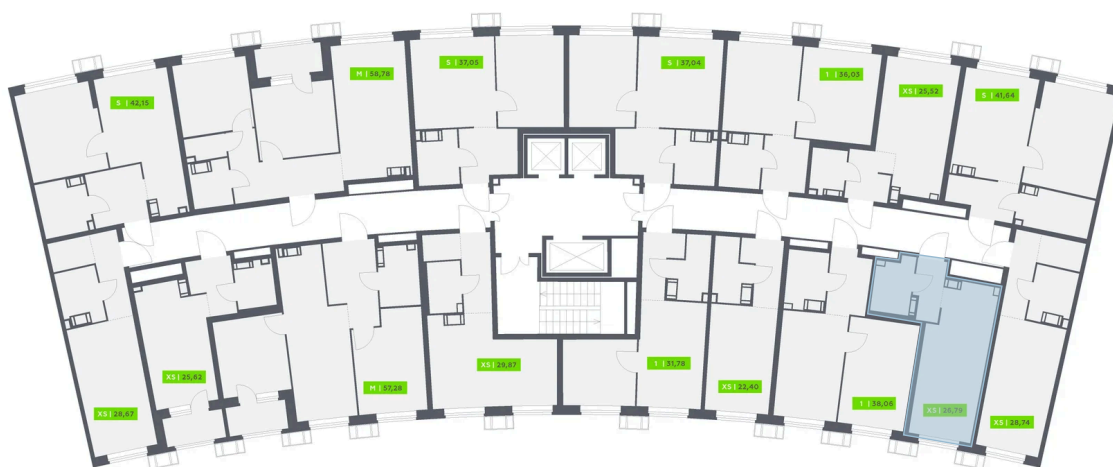 S | 37,05
S | 37,04
M | 58,78
1 | 36,03
XS | 25,52
S | 41,64
S | 42,15
XS | 29,87
1 | 31,78
XS | 25,62
M | 57,28
XS | 22,40
1 | 38,06
XS | 28,67
XS | 26,79
XS | 28,74